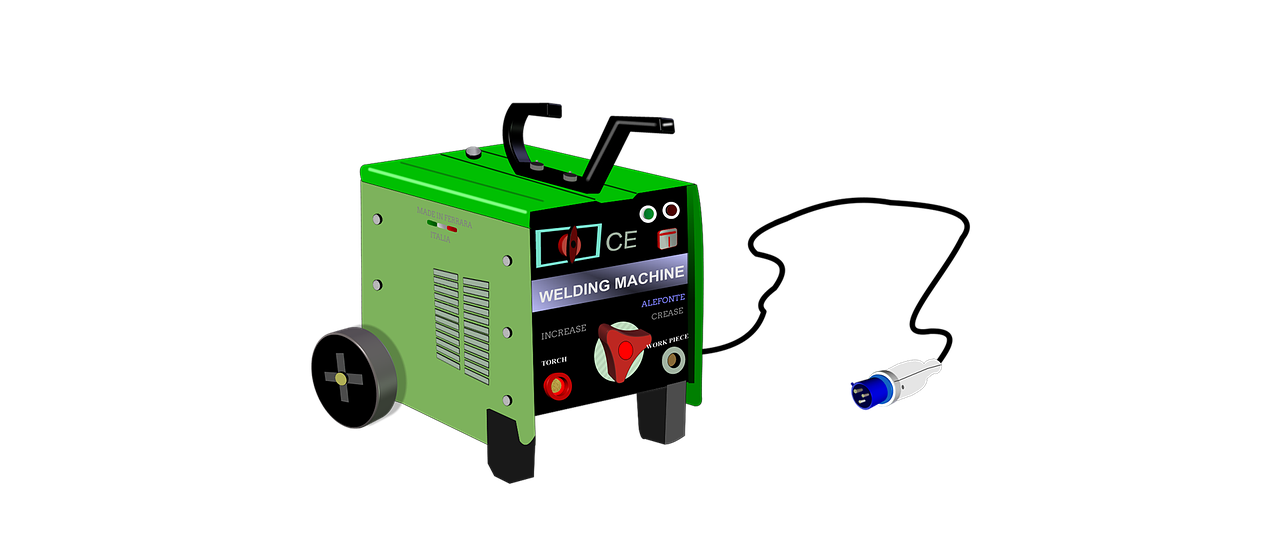 MADE IN FERRARA
ITALIA
CE
WELDING MACHINE
ALEFONTE
INCREASE
CREASE
TORCH
WORK PIECE